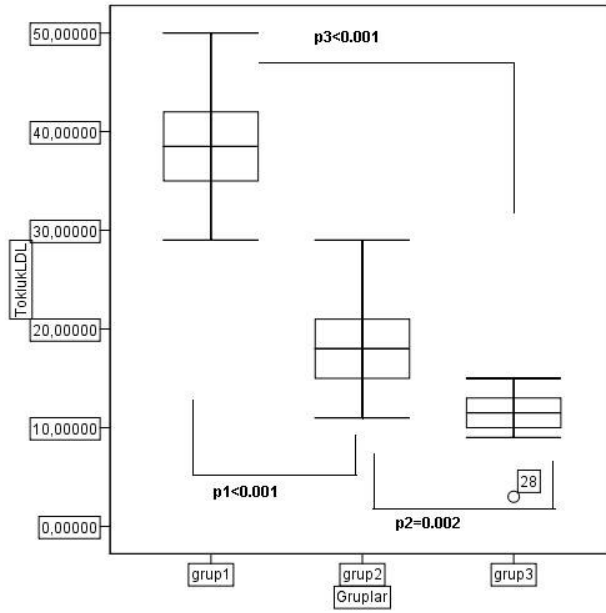 50,00000
p3<0.001
40,00000
30,00000
ToklukLDL
20,00000
10,00000
p1<0.001
28
p2=0.002
0,00000
grup1
grup2
grup3
Gruplar